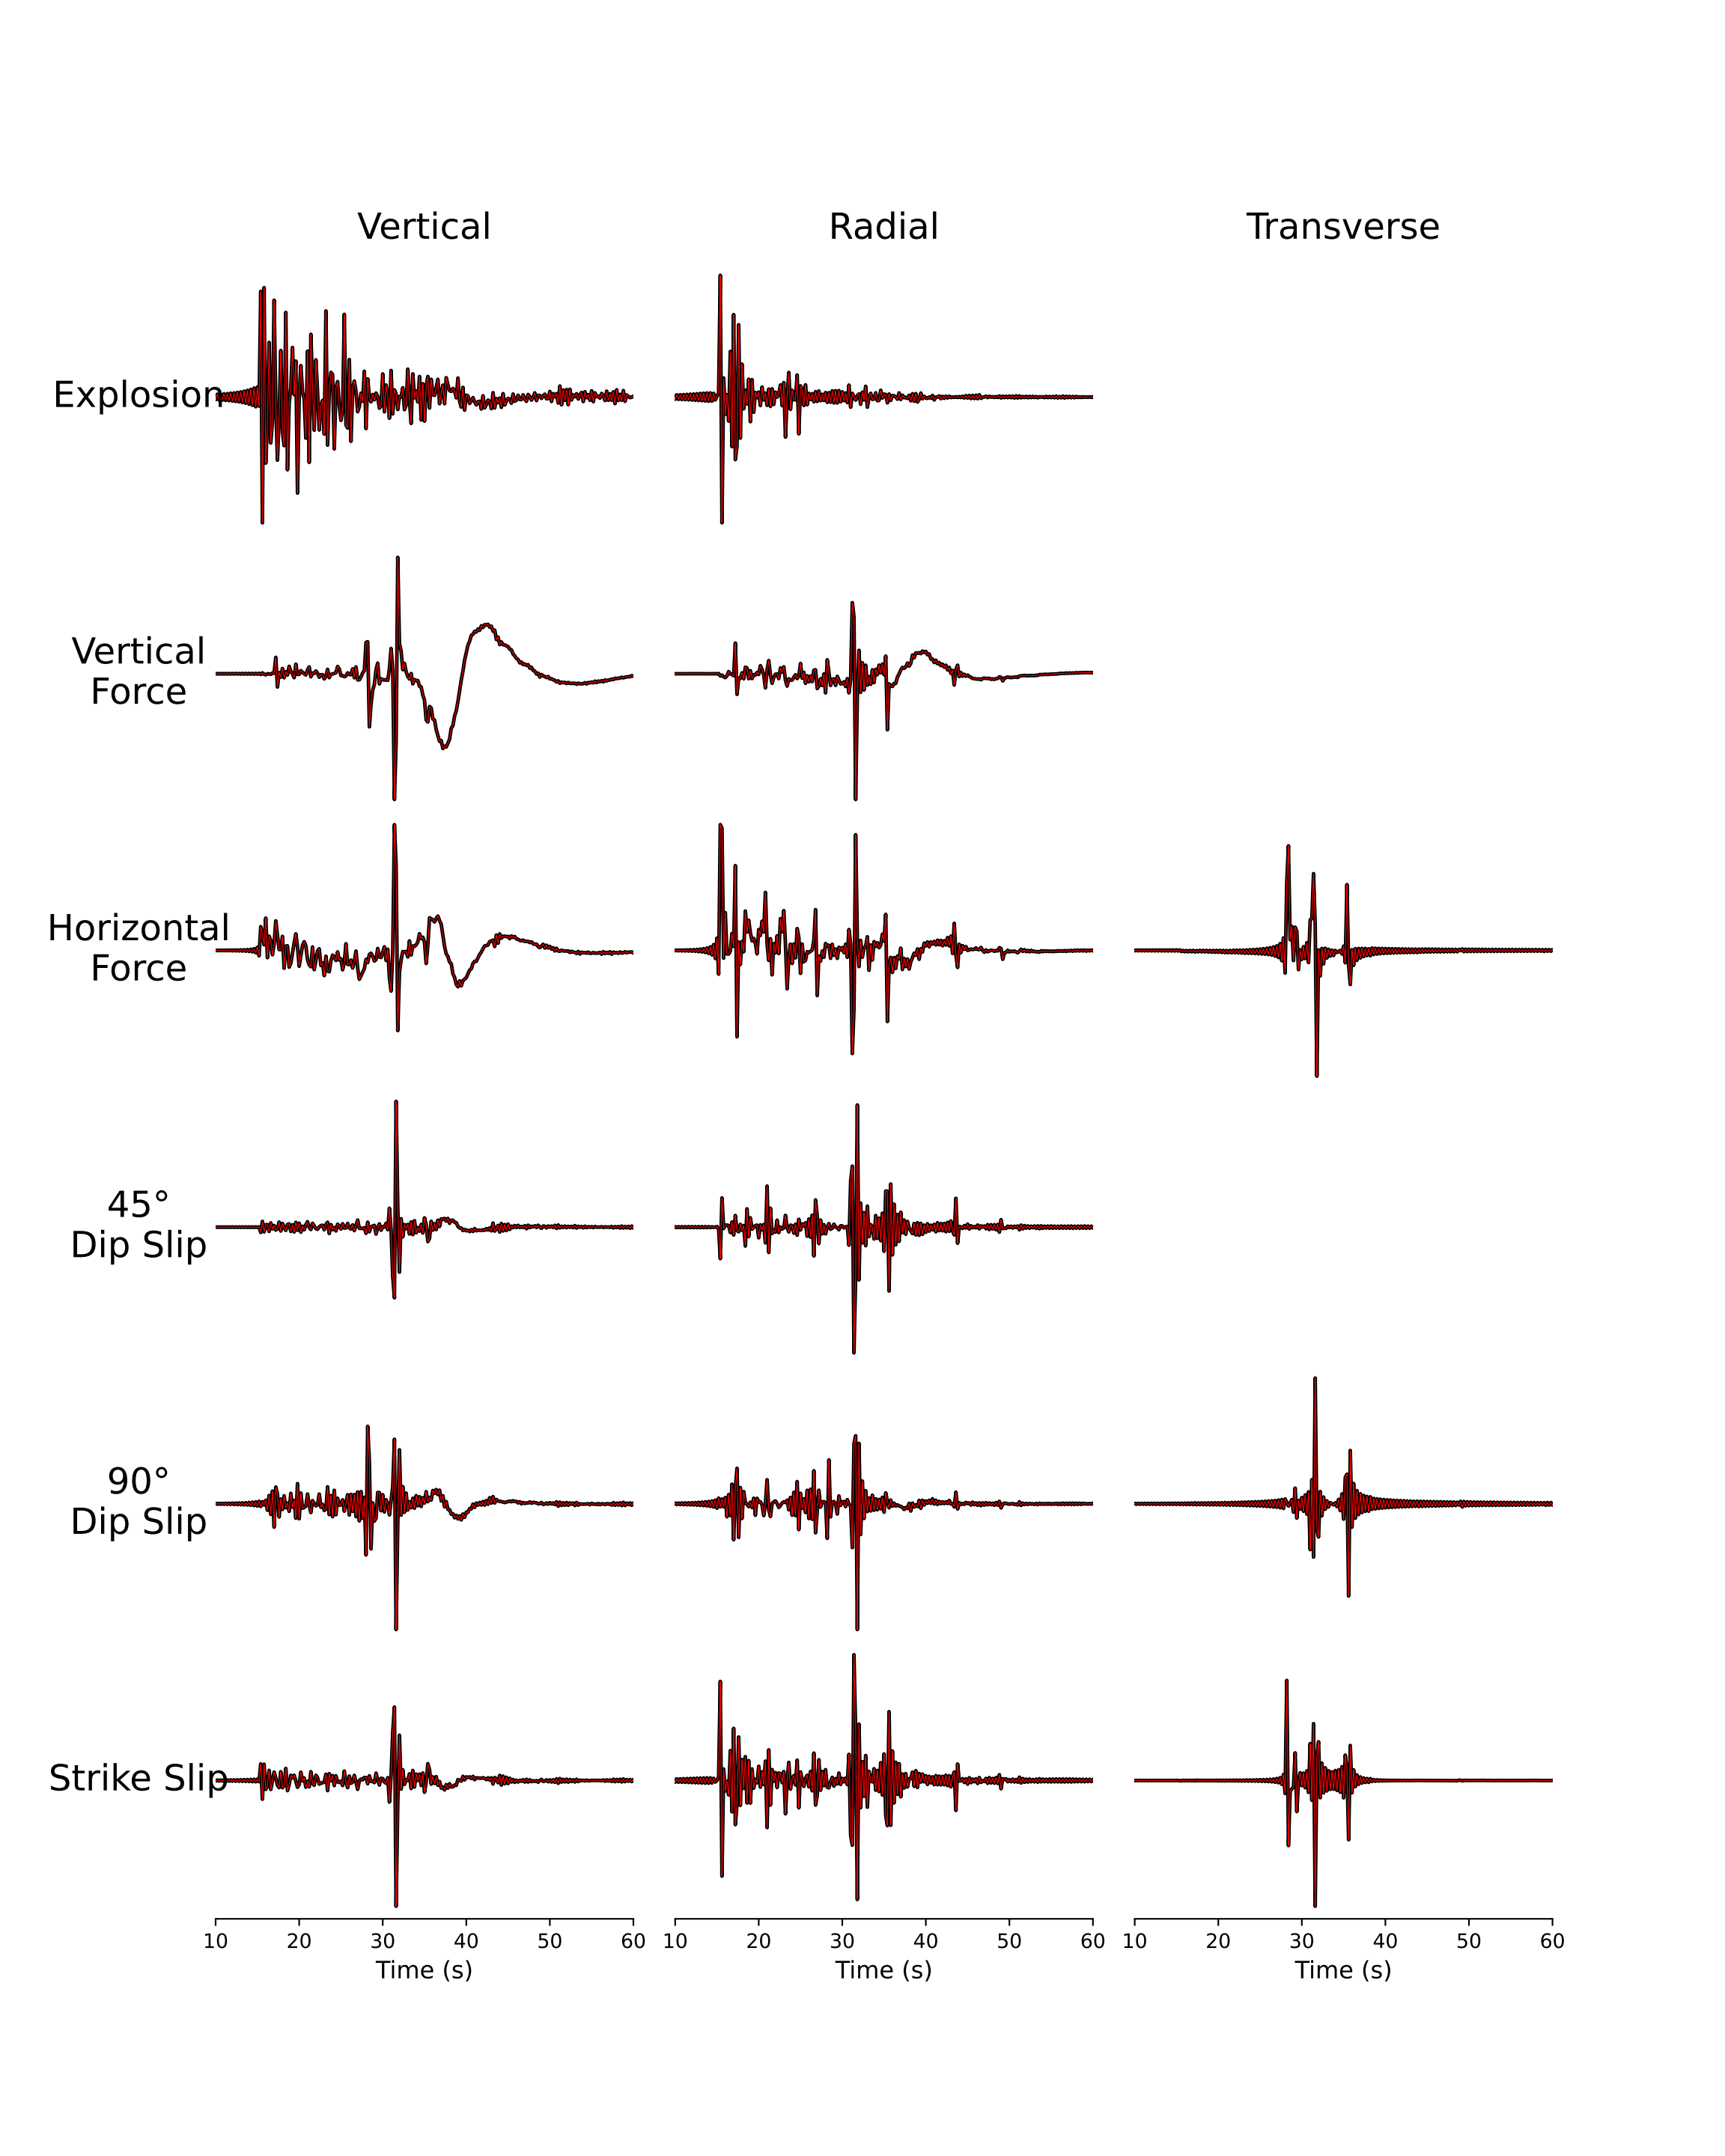 Vertical Radial Transverse
Explosion
Vertical
Force
Horizontal
Force
45°
Dip Slip
90°
Dip Slip
Strike Slip
10 20 30 40 50 60 10 20 30 40 50 60 10 20 30 40 50 60
Time (s) Time (s) Time (s)